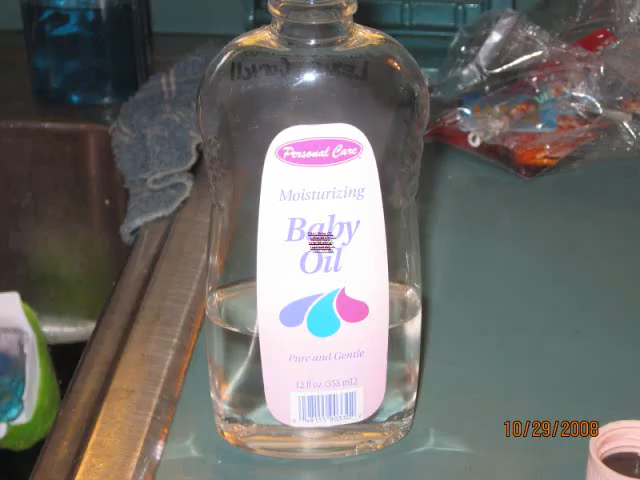 Personal Care
Moisturizing
Baby
Oil
Pure and Gentle
12 fl oz. (355 mL)
10/29/2008